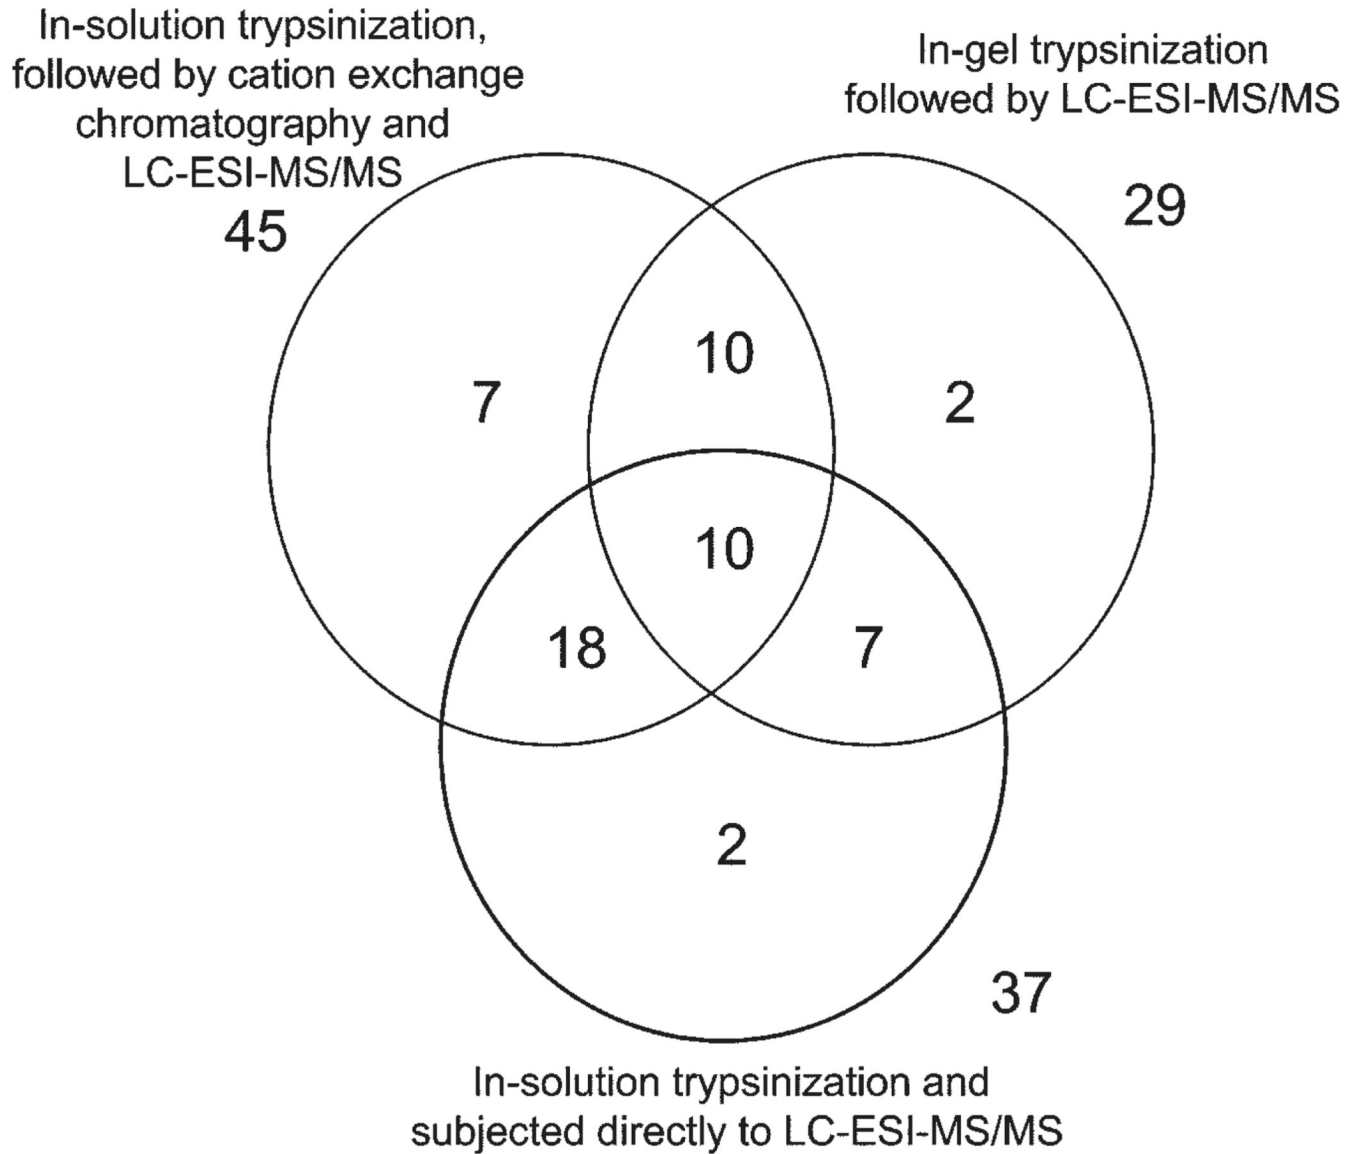 In-solution trypsinization,
followed by cation exchange
chromatography and
LC-ESI-MS/MS
45
In-gel trypsinization
followed by LC-ESI-MS/MS
29
10
7
2
10
18
7
2
37
In-solution trypsinization and
subjected directly to LC-ESI-MS/MS